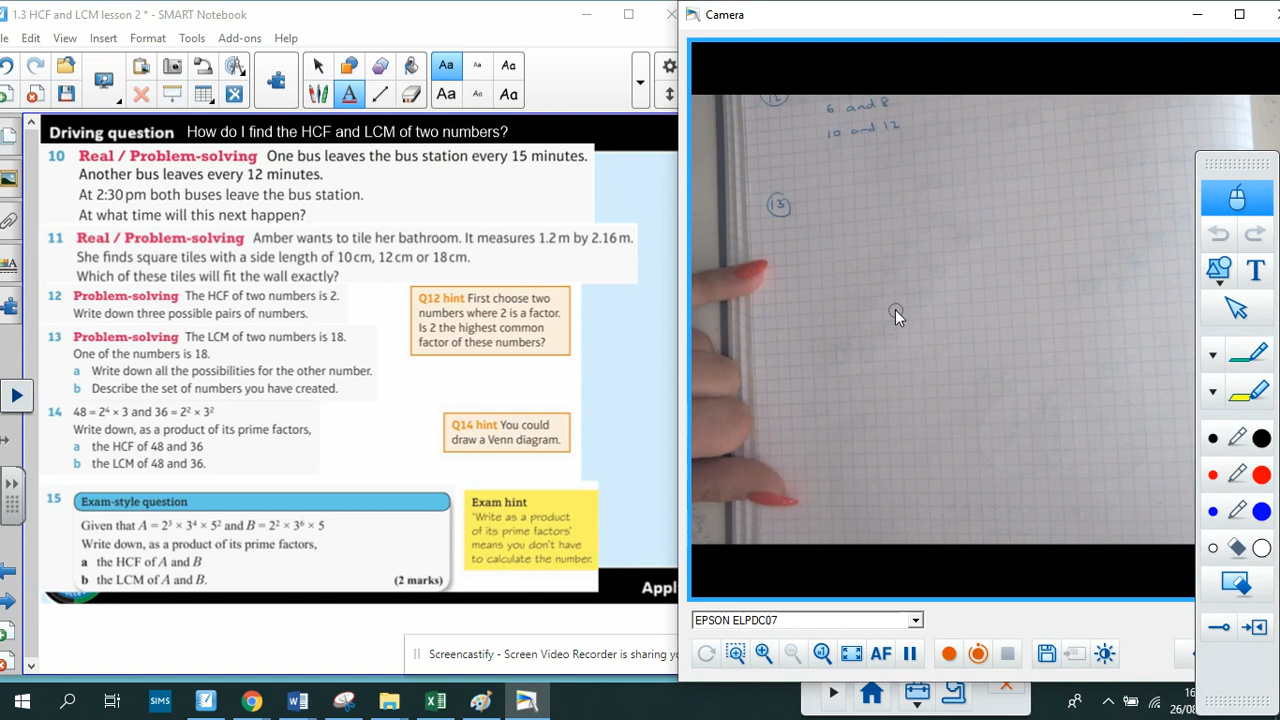 1.3 HCF and LCM lesson 2 * - SMART Notebook
Edit View Insert Format Tools Add-ons Help
Driving question How do I find the HCF and LCM of two numbers?
10 Real / Problem-solving One bus leaves the bus station every 15 minutes.
Another bus leaves every 12 minutes.
At 2:30 pm both buses leave the bus station.
At what time will this next happen?
11 Real / Problem-solving Amber wants to tile her bathroom. It measures 1.2 m by 2.16 m.
She finds square tiles with a side length of 10 cm, 12 cm or 18 cm.
Which of these tiles will fit the wall exactly?
12 Problem-solving The HCF of two numbers is 2.
Write down three possible pairs of numbers.
Q12 hint First choose two
numbers where 2 is a factor.
Is 2 the highest common
factor of these numbers?
13 Problem-solving The LCM of two numbers is 18.
One of the numbers is 18.
a Write down all the possibilities for the other number.
b Describe the set of numbers you have created.
14 48 = 2⁴ × 3 and 36 = 2² × 3²
Write down, as a product of its prime factors,
a the HCF of 48 and 36
b the LCM of 48 and 36.
Q14 hint You could
draw a Venn diagram.
15 Exam-style question
Given that A = 2³ × 3⁴ × 5² and B = 2² × 3⁶ × 5
Write down, as a product of its prime factors,
a the HCF of A and B
b the LCM of A and B. (2 marks)
Exam hint
'Write as a product
of its prime factors'
means you don't have
to calculate the number.
Screencastify - Screen Video Recorder is sharing
Camera
12
6 and 8
10 and 12
13
EPSON ELPDC07
AF
SIMS
16
26/08